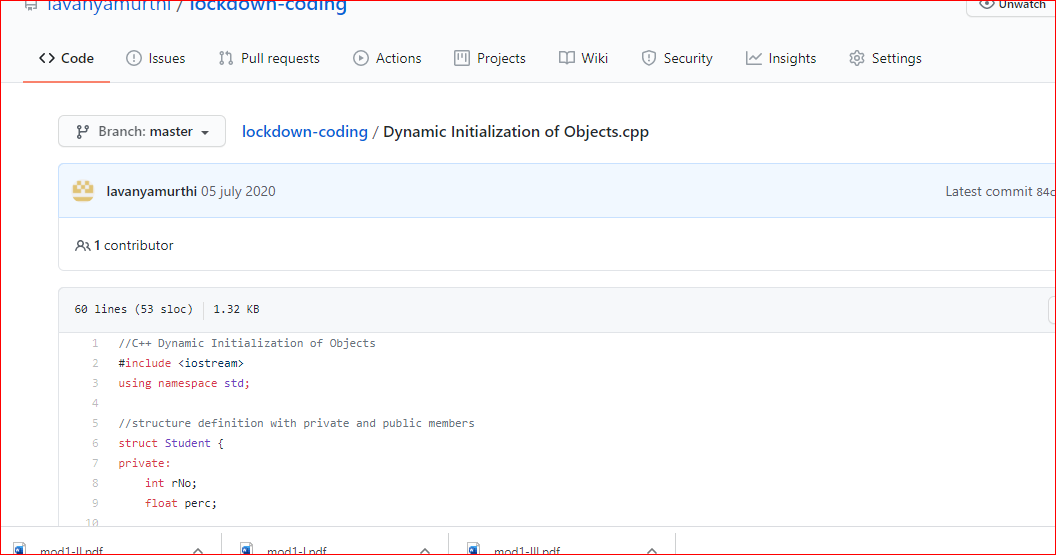 lavanyamurthi / lockdown-coding
Unwatch
Code Issues Pull requests Actions Projects Wiki Security Insights Settings
Branch: master
lockdown-coding / Dynamic Initialization of Objects.cpp
lavanyamurthi 05 july 2020
Latest commit 84c
1 contributor
60 lines (53 sloc) 1.32 KB
1 //C++ Dynamic Initialization of Objects
2 #include <iostream>
3 using namespace std;
4
5 //structure definition with private and public members
6 struct Student {
7 private:
8 int rNo;
9 float perc;
10
mod1-II.pdf mod1-I.pdf mod1-III.pdf